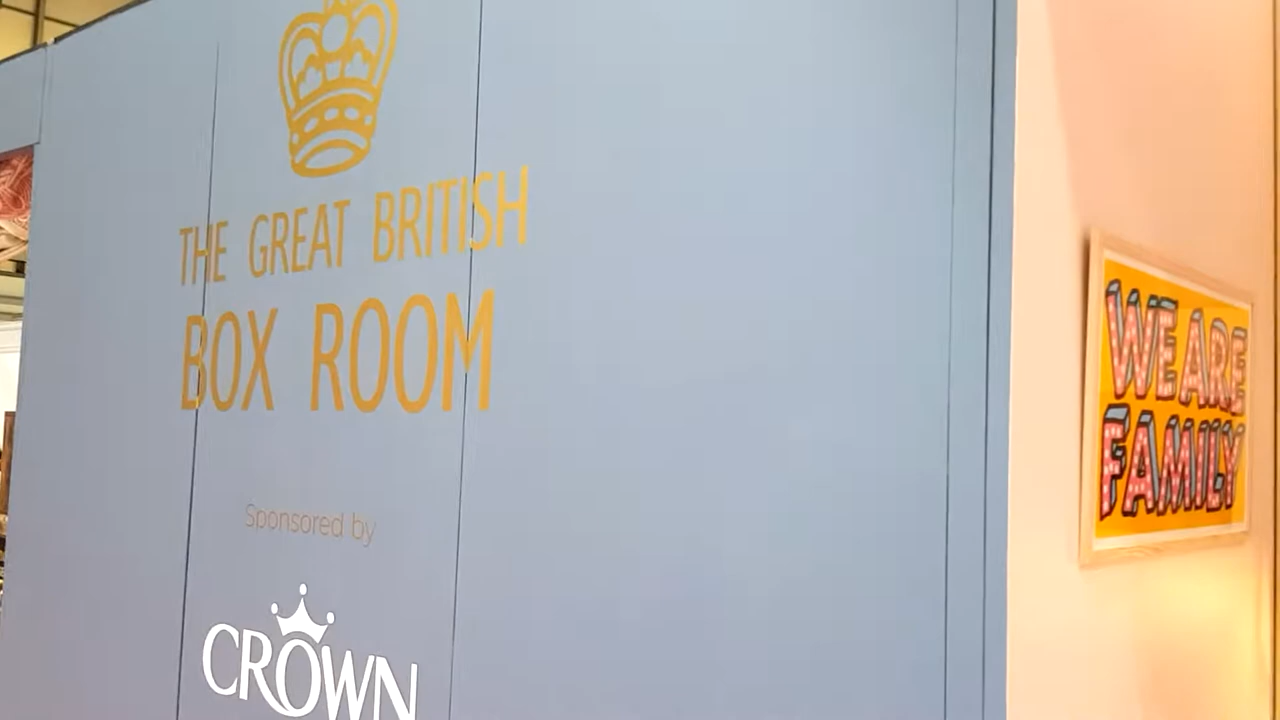 THE GREAT BRITISH
BOX ROOM
Sponsored by
CROWN
WE ARE
FAMILY